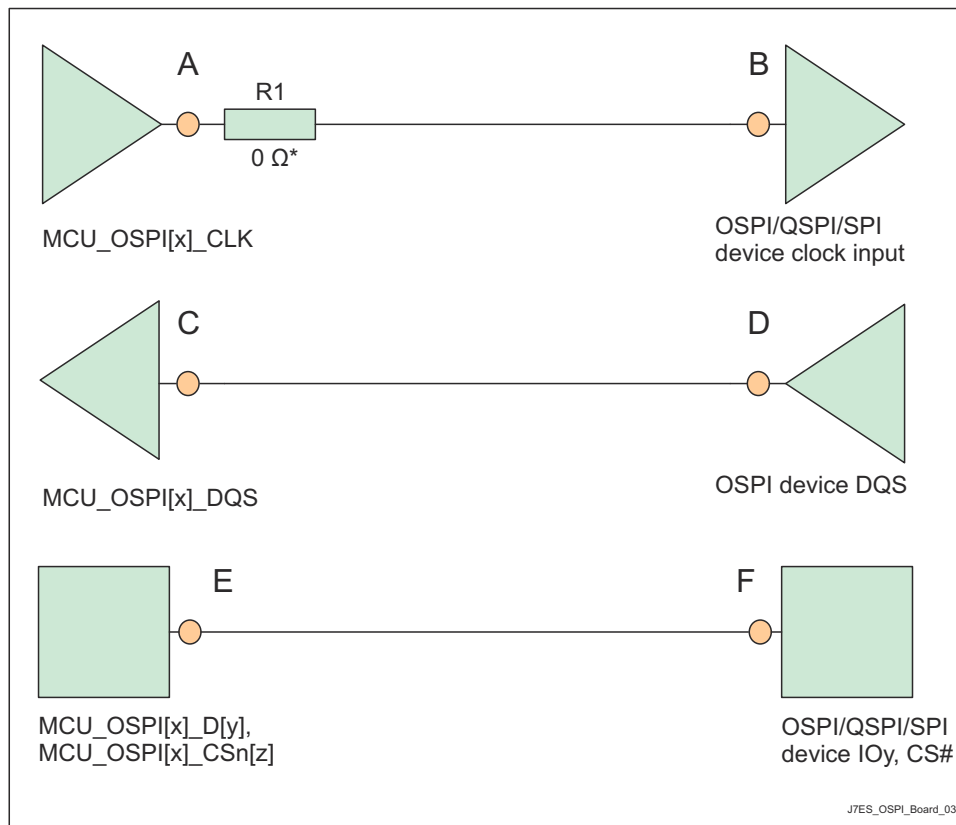 A
B
R1
0 Ω*
MCU_OSPI[x]_CLK
OSPI/QSPI/SPI
device clock input
C
D
MCU_OSPI[x]_DQS
OSPI device DQS
E
F
MCU_OSPI[x]_D[y],
MCU_OSPI[x]_CSn[z]
OSPI/QSPI/SPI
device IOy, CS#
J7ES_OSPI_Board_03